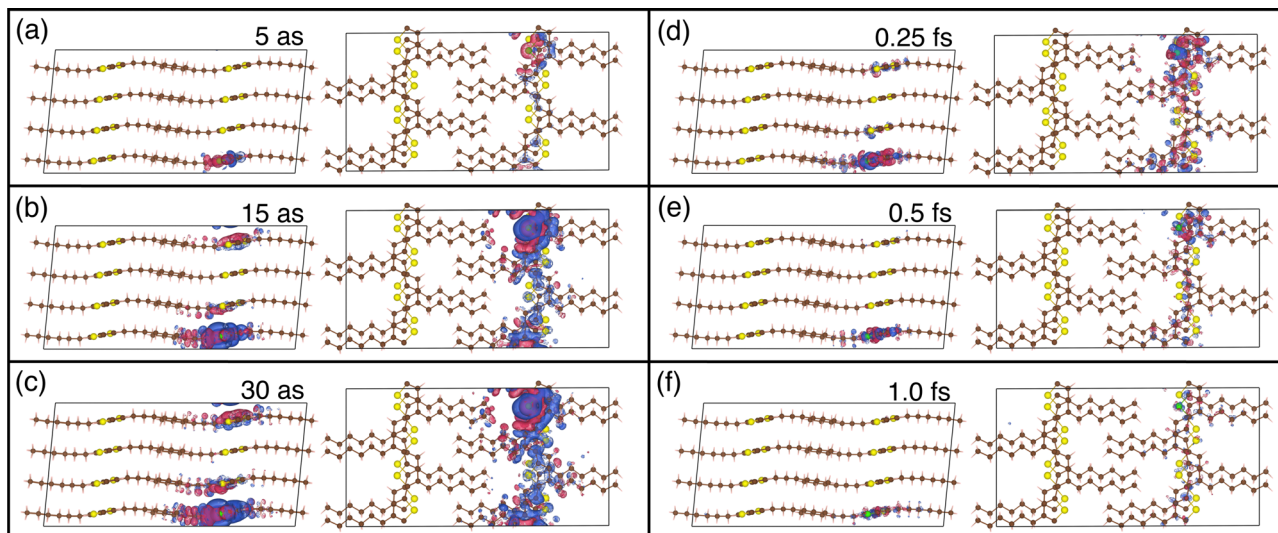 (a) 5 as
(b) 15 as
(c) 30 as
(d) 0.25 fs
(e) 0.5 fs
(f) 1.0 fs